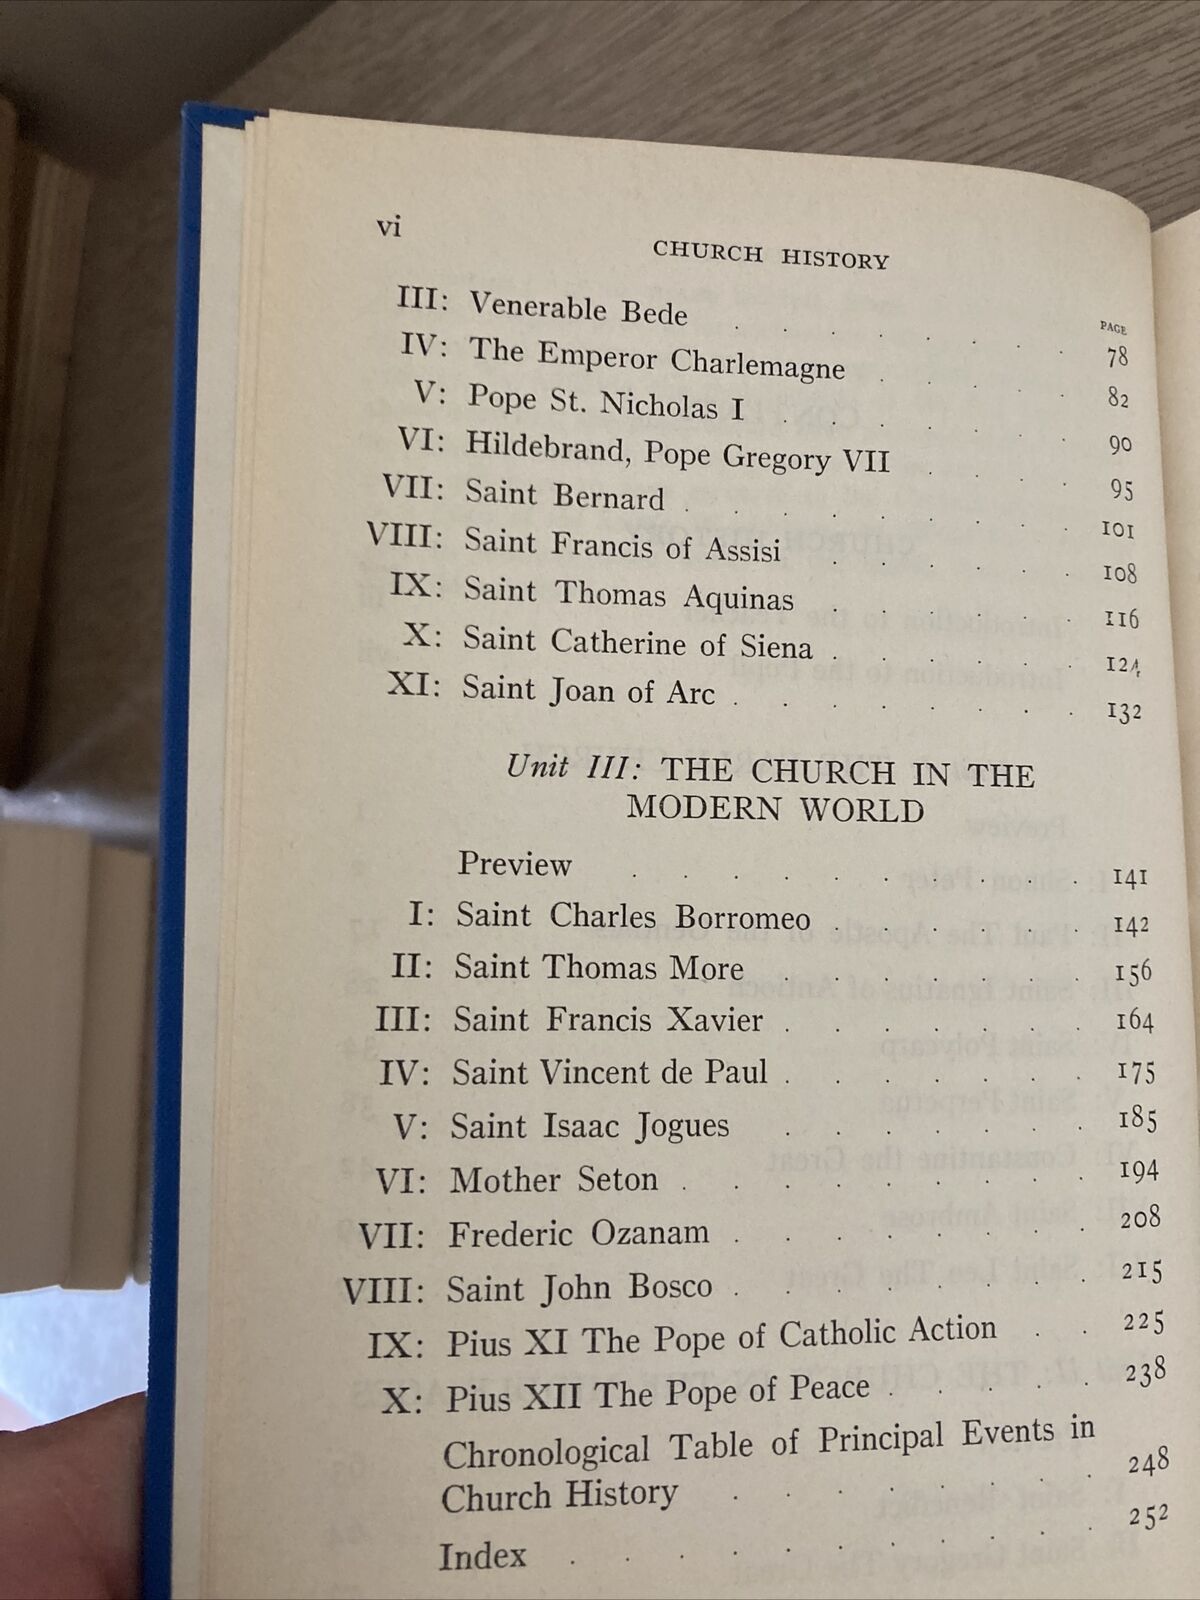 vi
CHURCH HISTORY
PAGE
III: Venerable Bede . . . . . . . 78
IV: The Emperor Charlemagne . . . . 82
V: Pope St. Nicholas I . . . . . . . 90
VI: Hildebrand, Pope Gregory VII . . . . 95
VII: Saint Bernard . . . . . . . . 101
VIII: Saint Francis of Assisi . . . . . . 108
IX: Saint Thomas Aquinas . . . . . . 116
X: Saint Catherine of Siena . . . . . . 124
XI: Saint Joan of Arc . . . . . . . . 132
Unit III: THE CHURCH IN THE
MODERN WORLD
Preview . . . . . . . . . . 141
I: Saint Charles Borromeo . . . . . 142
II: Saint Thomas More . . . . . . . 156
III: Saint Francis Xavier . . . . . . . 164
IV: Saint Vincent de Paul . . . . . . . 175
V: Saint Isaac Jogues . . . . . . . 185
VI: Mother Seton . . . . . . . . . 194
VII: Frederic Ozanam . . . . . . . . 208
VIII: Saint John Bosco . . . . . . . . 215
IX: Pius XI The Pope of Catholic Action . . 225
X: Pius XII The Pope of Peace . . . . . 238
Chronological Table of Principal Events in
Church History . . . . . . . . 248
Index . . . . . . . . . . 252